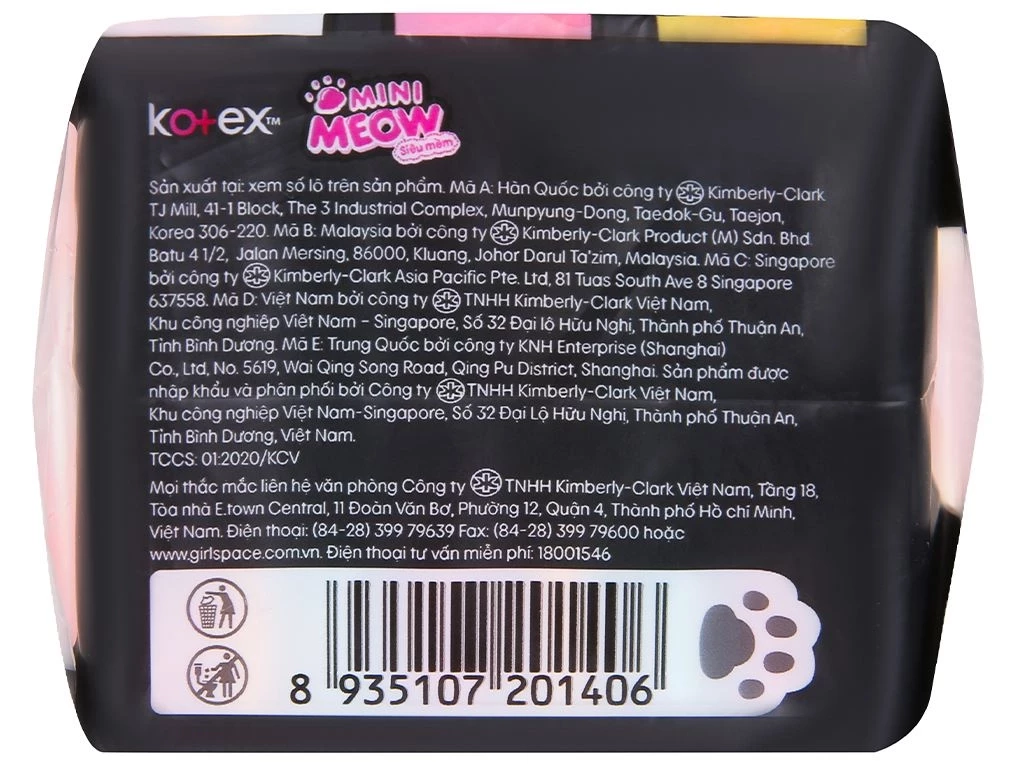 kotex™
MINI
MEOW
Siêu mềm
Sản xuất tại: xem số lô trên sản phẩm. Mã A: Hàn Quốc bởi công ty Kimberly-Clark
TJ Mill, 41-1 Block, The 3 Industrial Complex, Munpyung-Dong, Taedok-Gu, Taejon,
Korea 306-220. Mã B: Malaysia bởi công ty Kimberly-Clark Product (M) Sdn. Bhd.
Batu 4 1/2, Jalan Mersing, 86000, Kluang, Johor Darul Ta'zim, Malaysia. Mã C: Singapore
bởi công ty Kimberly-Clark Asia Pacific Pte. Ltd, 81 Tuas South Ave 8 Singapore
637558. Mã D: Việt Nam bởi công ty TNHH Kimberly-Clark Việt Nam,
Khu công nghiệp Việt Nam - Singapore, Số 32 Đại lô Hữu Nghị, Thành phố Thuận An,
Tỉnh Bình Dương. Mã E: Trung Quốc bởi công ty KNH Enterprise (Shanghai)
Co., Ltd, No. 5619, Wai Qing Song Road, Qing Pu District, Shanghai. Sản phẩm được
nhập khẩu và phân phối bởi Công ty TNHH Kimberly-Clark Việt Nam,
Khu công nghiệp Việt Nam-Singapore, Số 32 Đại Lộ Hữu Nghị, Thành phố Thuận An,
Tỉnh Bình Dương, Việt Nam.
TCCS: 01:2020/KCV
Mọi thắc mắc liên hệ văn phòng Công ty TNHH Kimberly-Clark Việt Nam, Tầng 18,
Tòa nhà E.town Central, 11 Đoàn Văn Bơ, Phường 12, Quận 4, Thành phố Hồ chí Minh,
Việt Nam. Điện thoại: (84-28) 399 79639 Fax: (84-28) 399 79600 hoặc
www.girlspace.com.vn. Điện thoại tư vấn miễn phí: 18001546
8 935107 201406